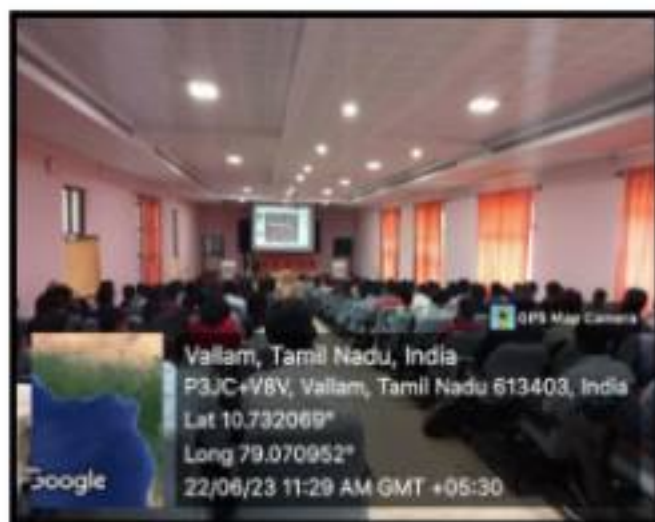 GPS Map Camera
Vallam, Tamil Nadu, India
P3JC+V8V, Vallam, Tamil Nadu 613403, India
Lat 10.732069°
Long 79.070952°
22/06/23 11:29 AM GMT +05:30
Google